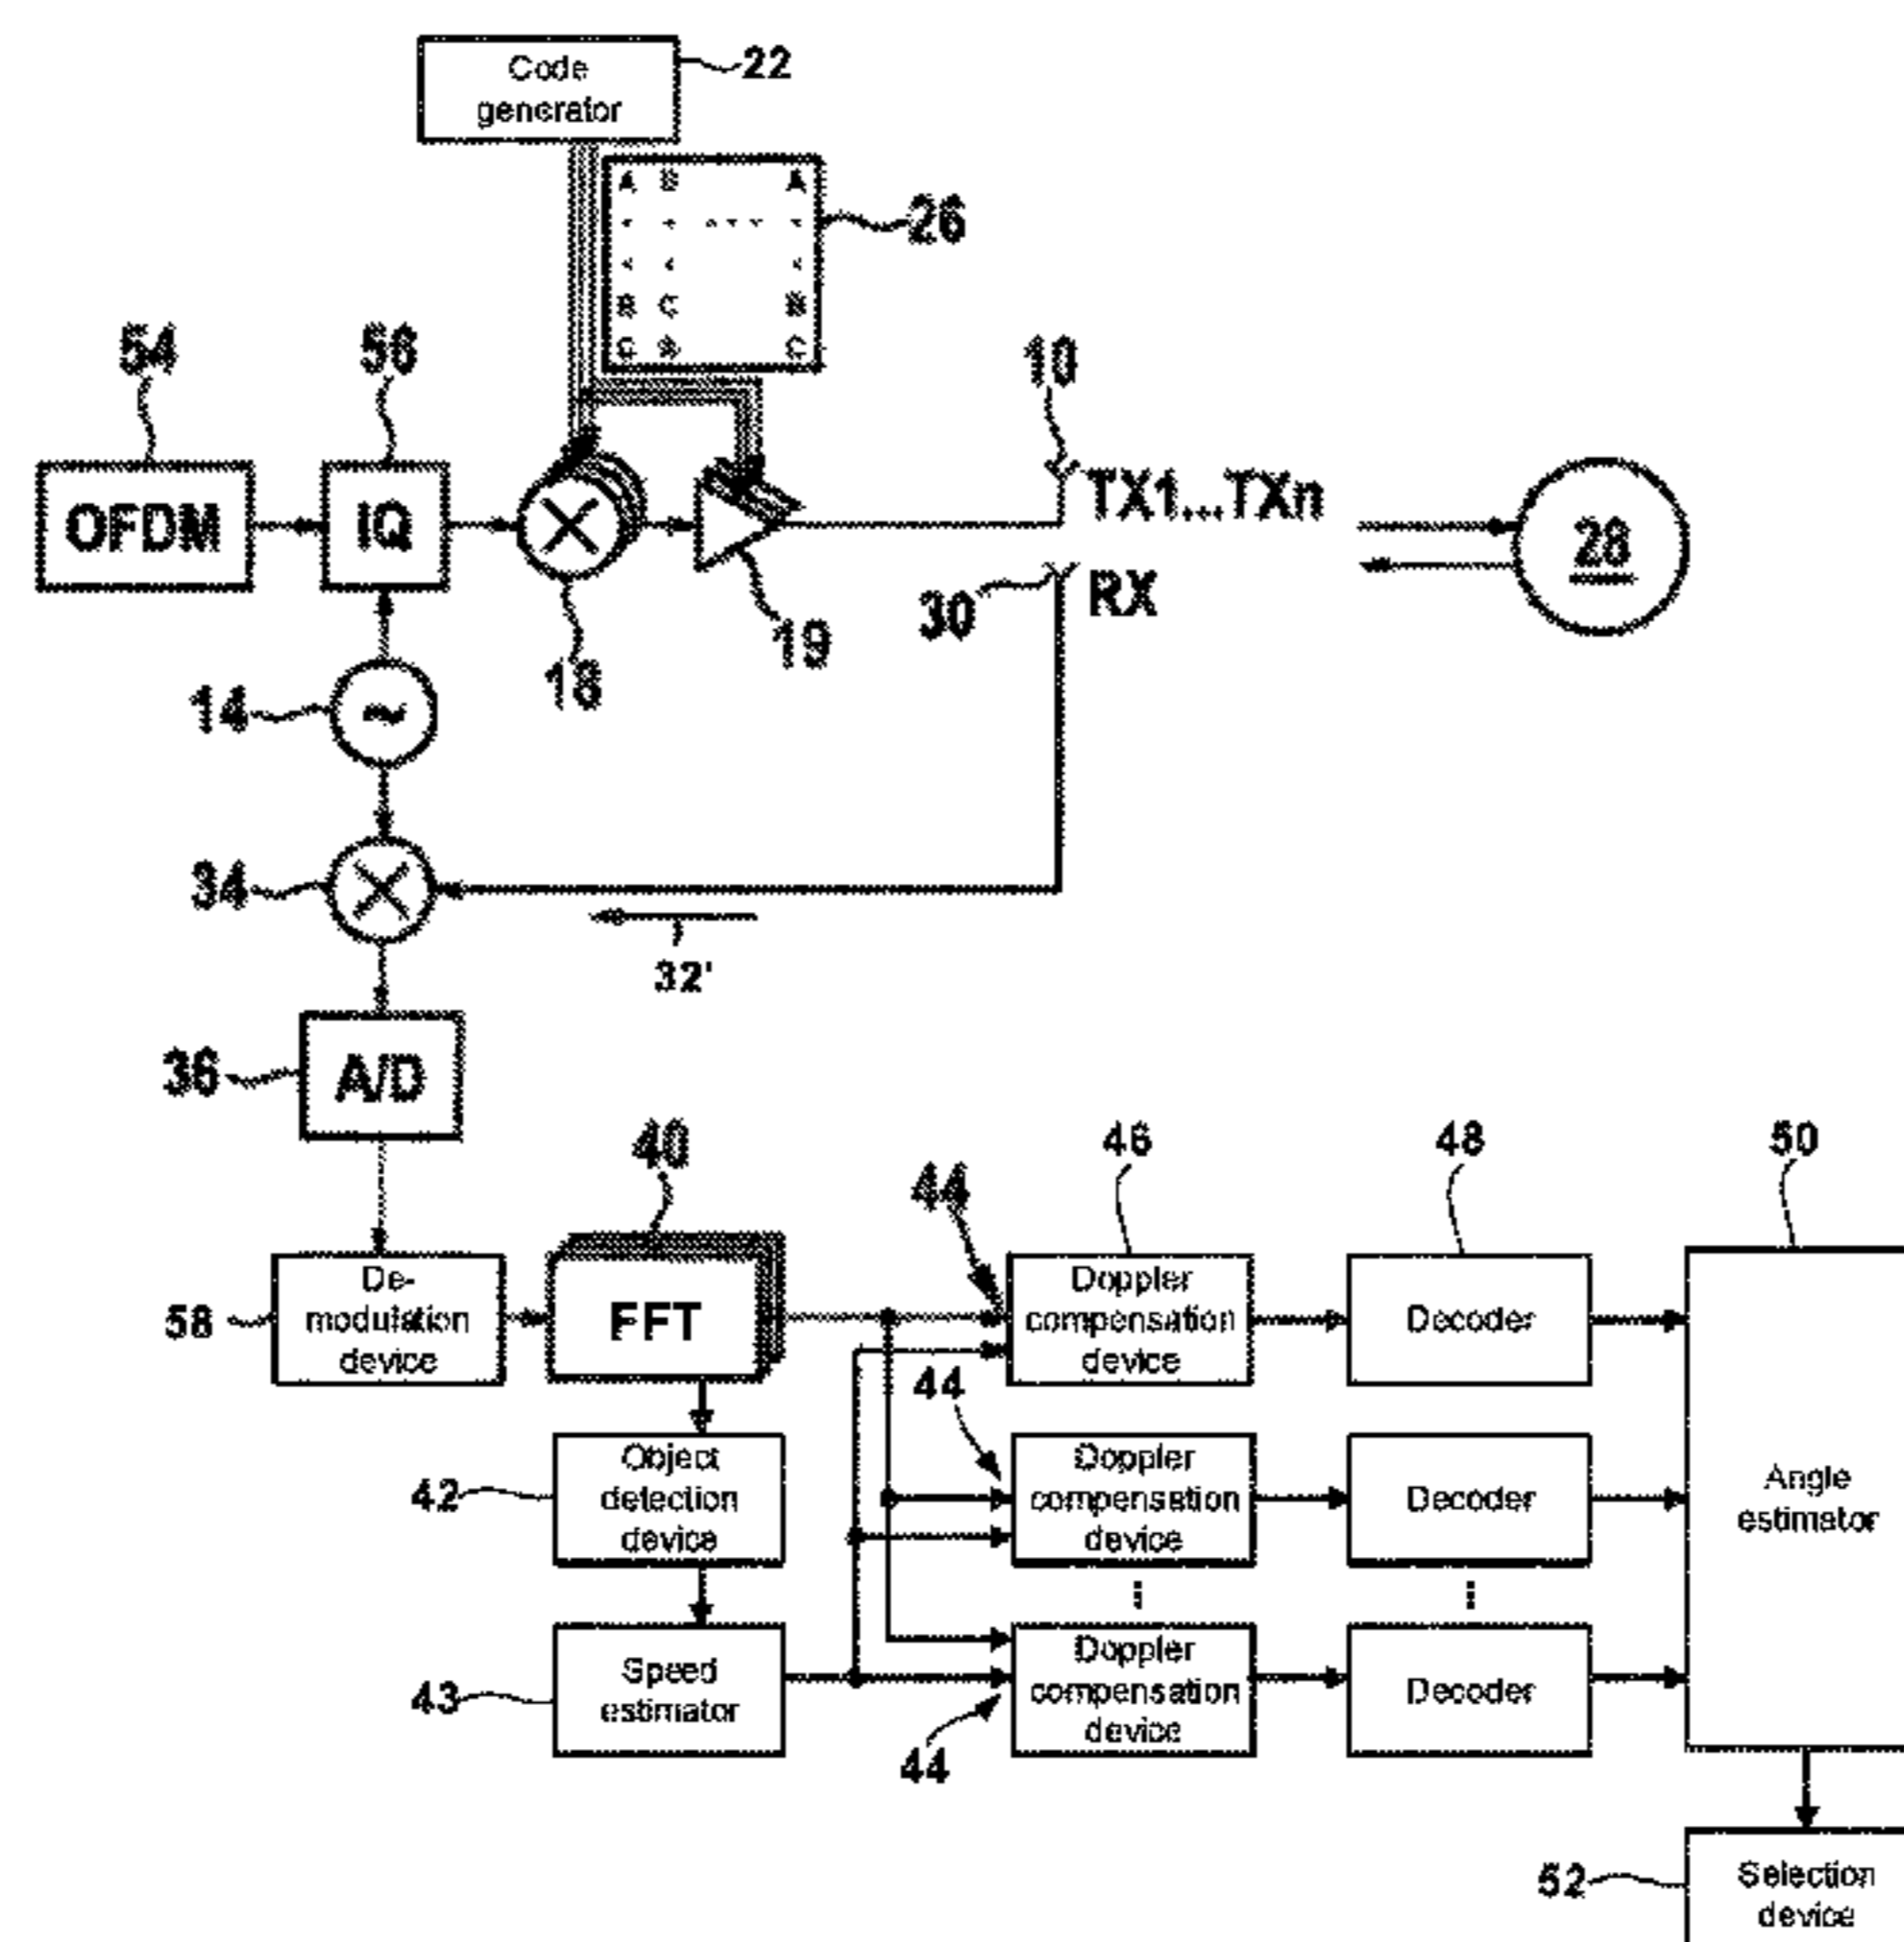 Code
generator
22
A B A
26
B C B
C B C
54
56
10
OFDM
IQ
TX1...TXn
28
RX
30
18
19
14
34
32'
36
A/D
40
44
46
48
50
58
De-
modulation
device
FFT
Doppler
compensation
device
Decoder
44
42
Object
detection
device
Doppler
compensation
device
Decoder
Angle
estimator
43
Speed
estimator
Doppler
compensation
device
Decoder
44
52
Selection
device